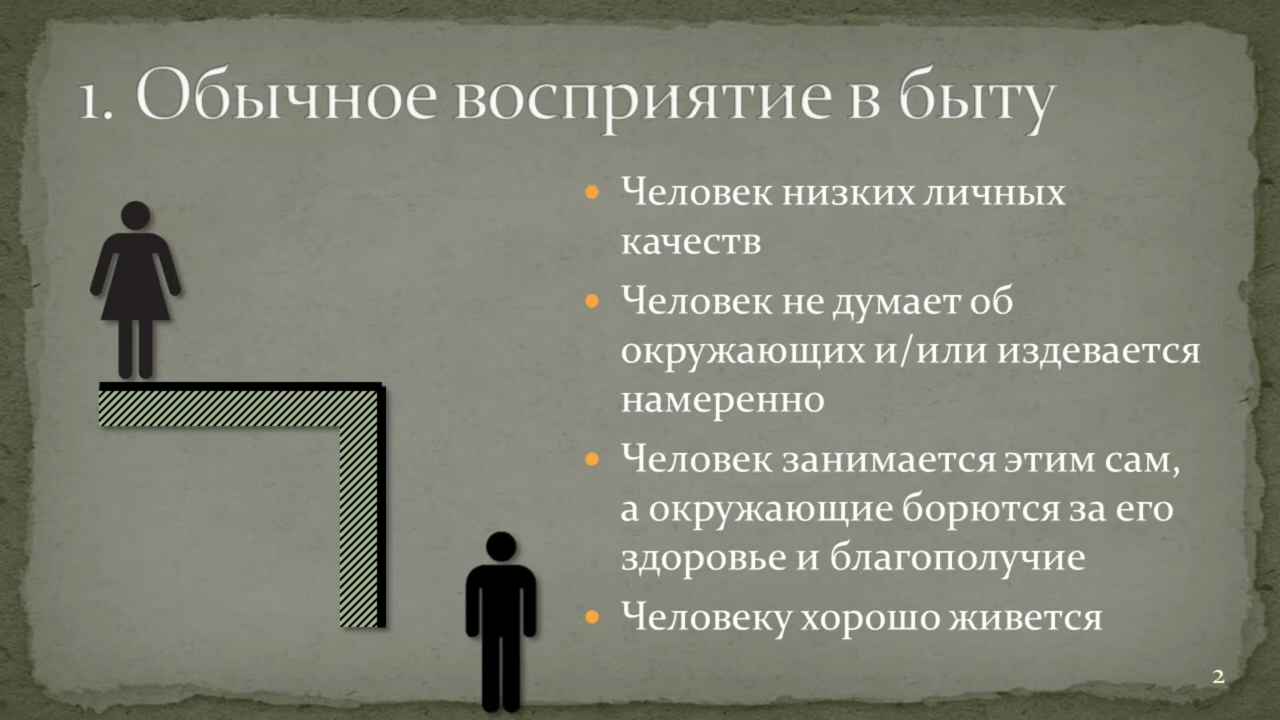 1. Обычное восприятие в быту
• Человек низких личных
качеств
• Человек не думает об
окружающих и/или издевается
намеренно
• Человек занимается этим сам,
а окружающие борются за его
здоровье и благополучие
• Человеку хорошо живется
2